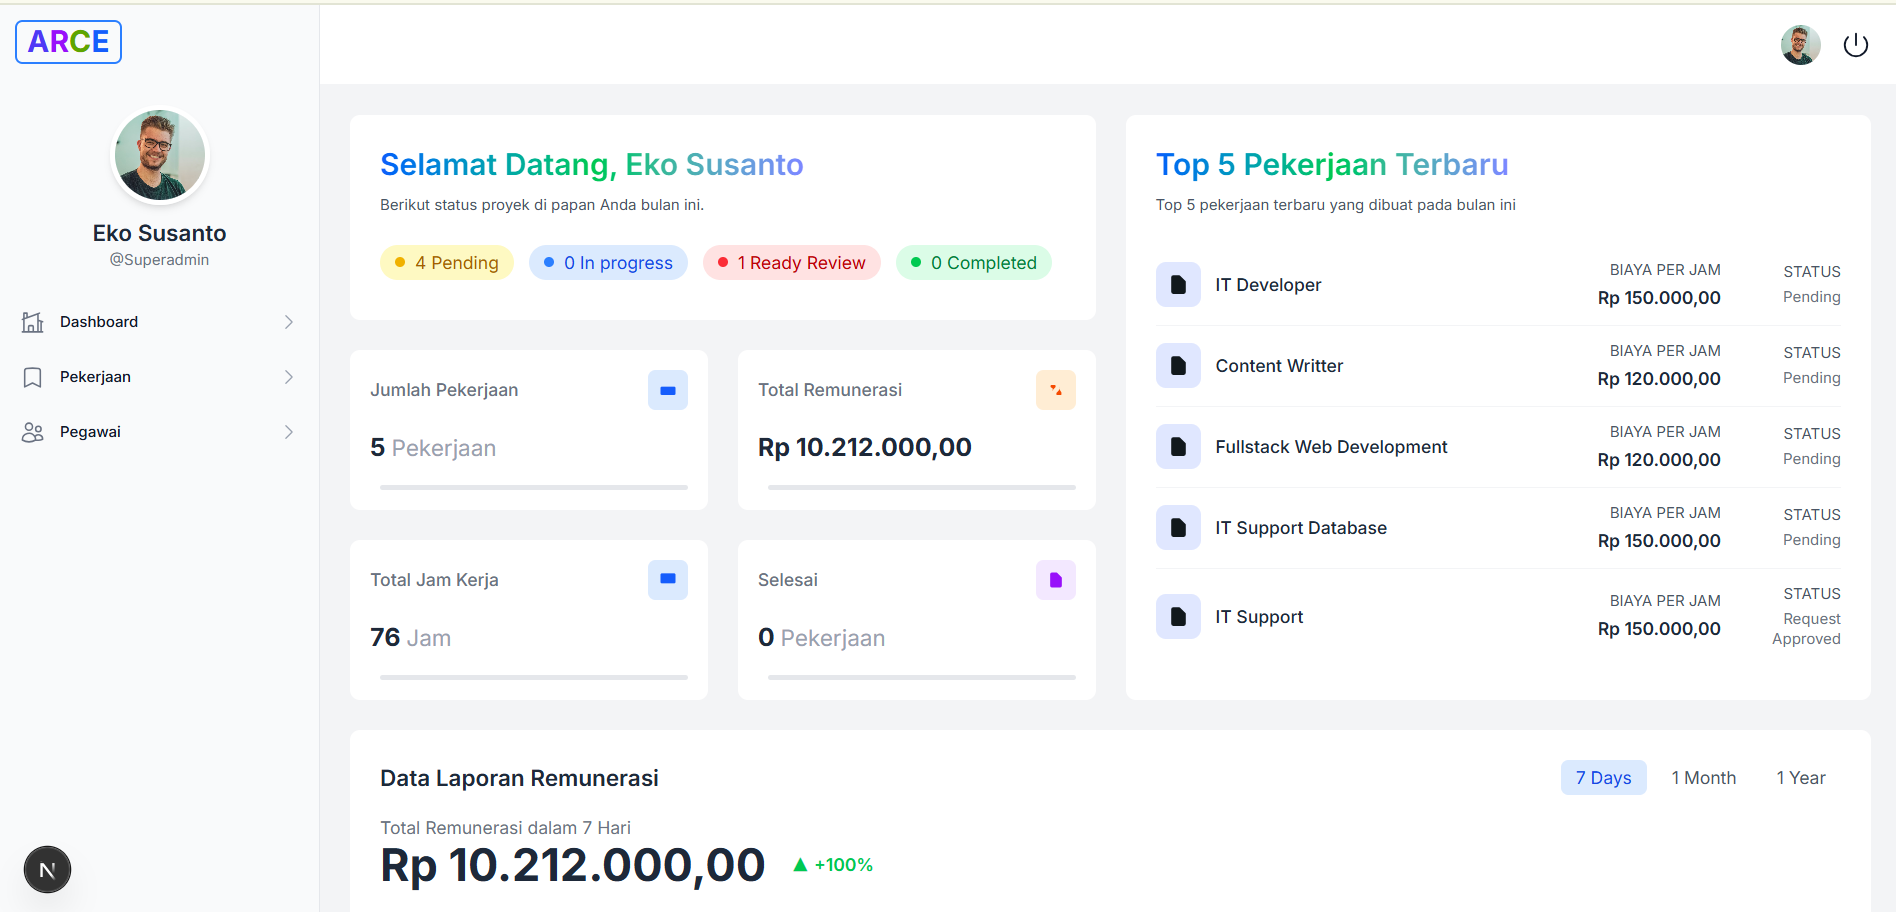 ARCE
Eko Susanto
@Superadmin
Dashboard
Pekerjaan
Pegawai
N
Selamat Datang, Eko Susanto
Berikut status proyek di papan Anda bulan ini.
4 Pending
0 In progress
1 Ready Review
0 Completed
Jumlah Pekerjaan
5 Pekerjaan
Total Remunerasi
Rp 10.212.000,00
Total Jam Kerja
76 Jam
Selesai
0 Pekerjaan
Top 5 Pekerjaan Terbaru
Top 5 pekerjaan terbaru yang dibuat pada bulan ini
IT Developer
BIAYA PER JAM
Rp 150.000,00
STATUS
Pending
Content Writter
BIAYA PER JAM
Rp 120.000,00
STATUS
Pending
Fullstack Web Development
BIAYA PER JAM
Rp 120.000,00
STATUS
Pending
IT Support Database
BIAYA PER JAM
Rp 150.000,00
STATUS
Pending
IT Support
BIAYA PER JAM
Rp 150.000,00
STATUS
Request
Approved
Data Laporan Remunerasi
7 Days
1 Month
1 Year
Total Remunerasi dalam 7 Hari
Rp 10.212.000,00
+100%